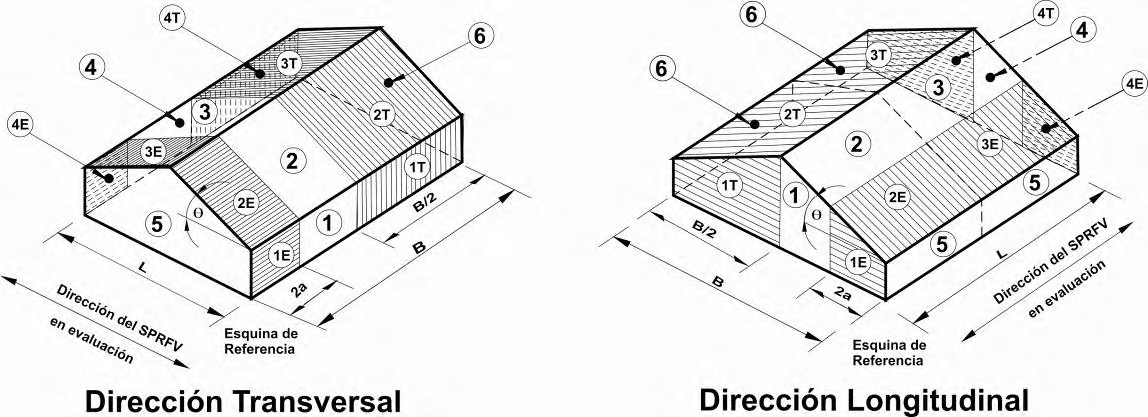 4T
6
4
3T
3
2T
4E
3E
2
1T
2E
θ
5
1
B/2
1E
B
L
2a
Dirección del SPRFV
en evaluación
Esquina de
Referencia
Dirección Transversal
6
4T
4
3T
6
3
4E
2T
2
3E
1T
1
5
θ
2E
B/2
1E
5
L
B
2a
Dirección del SPRFV
en evaluación
Esquina de
Referencia
Dirección Longitudinal